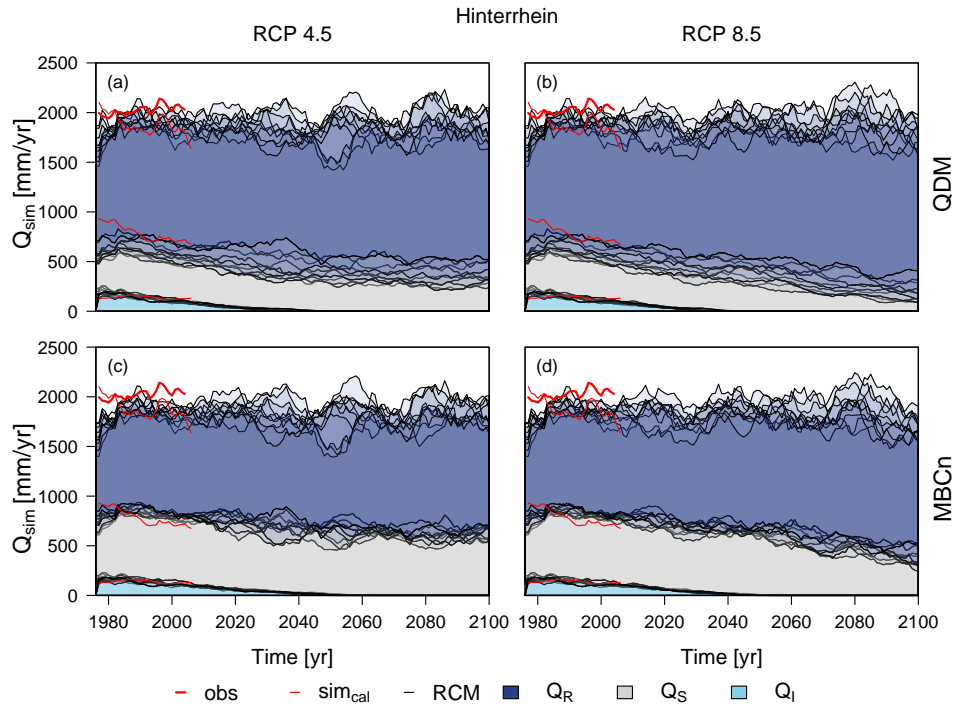 Hinterrhein
RCP 4.5 RCP 8.5
2500
2000
1500
1000
500
0
Qsim [mm/yr]
(a)
(b)
QDM
2500
2000
1500
1000
500
0
Qsim [mm/yr]
(c)
(d)
MBCn
1980 2000 2020 2040 2060 2080 2100
1980 2000 2020 2040 2060 2080 2100
Time [yr] Time [yr]
obs simcal RCM QR QS QI